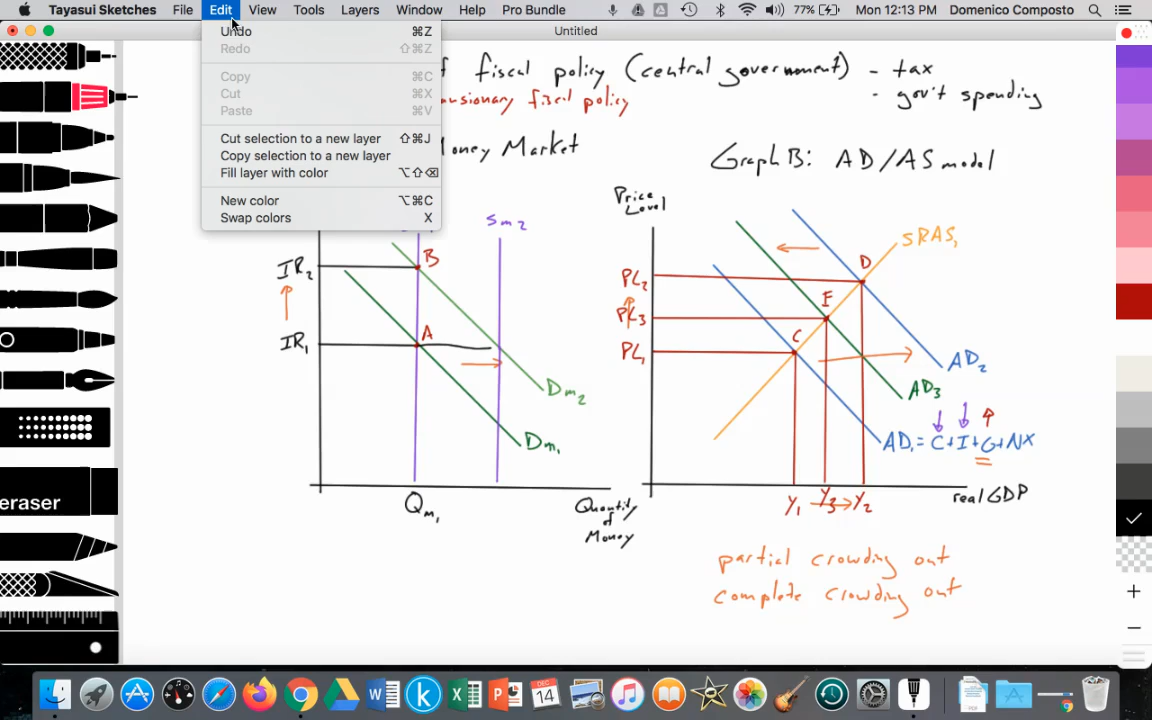 Tayasui Sketches File Edit View Tools Layers Window Help Pro Bundle 77% Mon 12:13 PM Domenico Composto
Untitled
Undo ⌘Z
Redo ⇧⌘Z
Copy ⌘C
Cut ⌘X
Paste ⌘V
Cut selection to a new layer ⇧⌘J
Copy selection to a new layer
Fill layer with color ⌥⇧⌫
New color ⌥⌘C
Swap colors X
fiscal policy (central government) - tax
- gov't spending
fiscal policy
Money Market
Graph B: AD/AS model
Sm2
Price Level
SRAS1
IR2
B
D
PL2
E
PL3
IR1
A
C
PL1
AD2
AD3
Dm2
Dm1
AD1 = C+I+G+NX
Qm1
Quantity of Money
Y1 Y3 Y2
real GDP
partial crowding out
complete crowding out
eraser
DEC
14